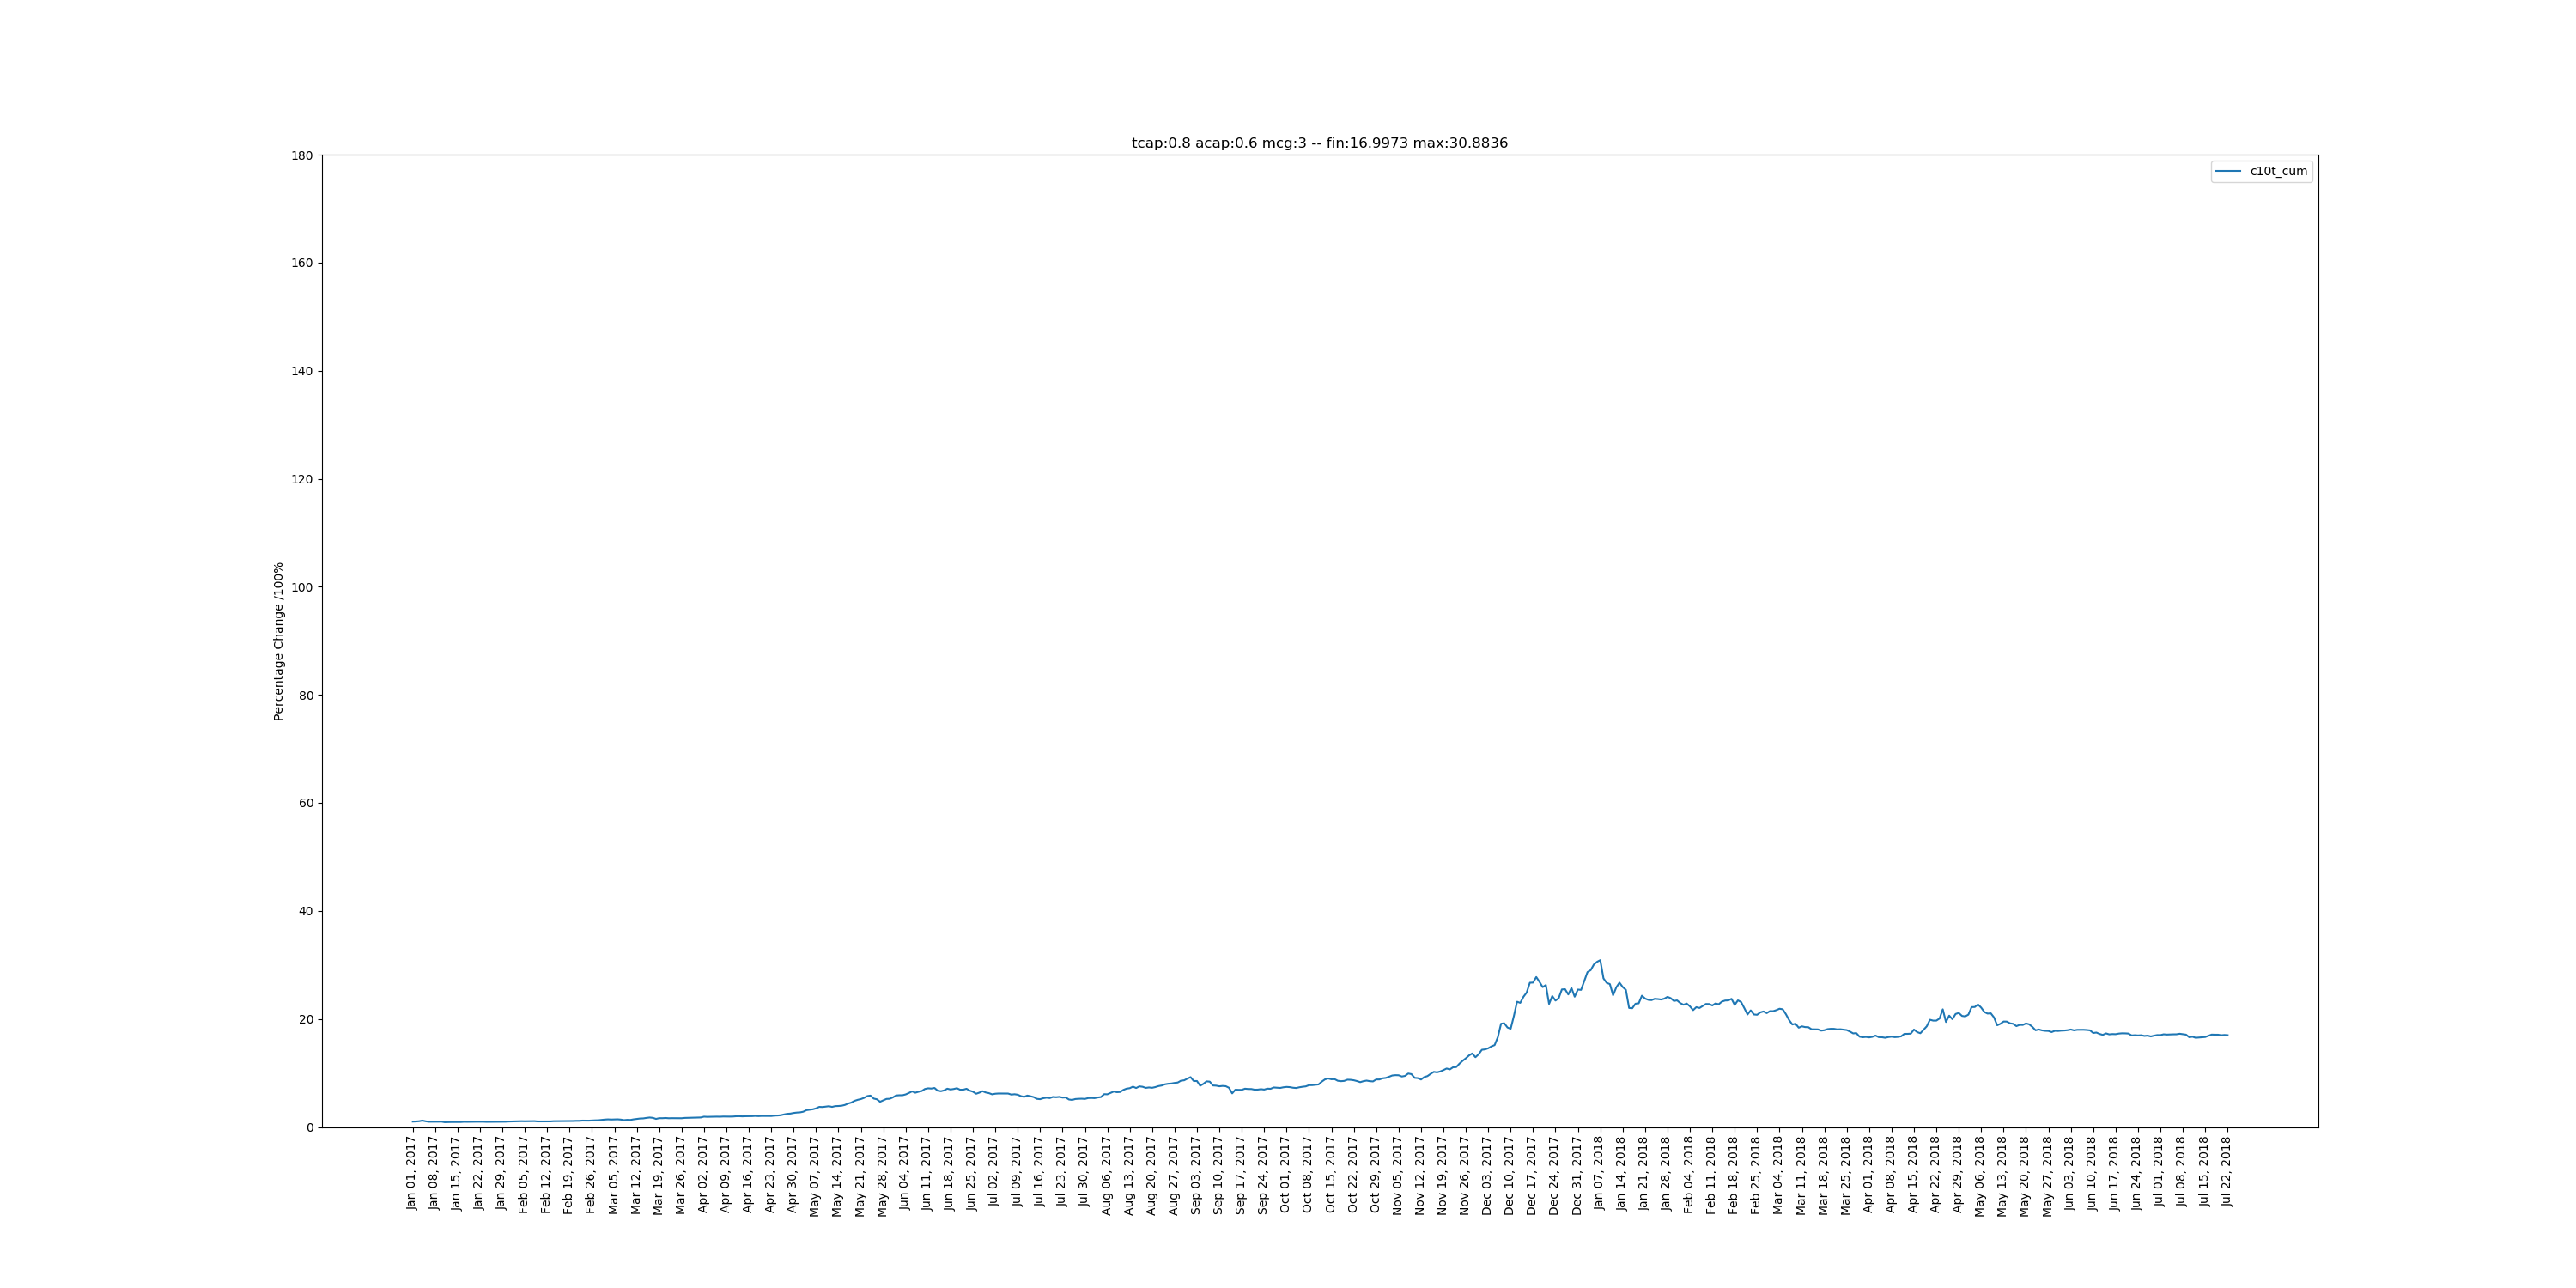 tcap:0.8 acap:0.6 mcg:3 -- fin:16.9973 max:30.8836
c10t_cum
Percentage Change /100%
180
160
140
120
100
80
60
40
20
0
Jan 01, 2017
Jan 08, 2017
Jan 15, 2017
Jan 22, 2017
Jan 29, 2017
Feb 05, 2017
Feb 12, 2017
Feb 19, 2017
Feb 26, 2017
Mar 05, 2017
Mar 12, 2017
Mar 19, 2017
Mar 26, 2017
Apr 02, 2017
Apr 09, 2017
Apr 16, 2017
Apr 23, 2017
Apr 30, 2017
May 07, 2017
May 14, 2017
May 21, 2017
May 28, 2017
Jun 04, 2017
Jun 11, 2017
Jun 18, 2017
Jun 25, 2017
Jul 02, 2017
Jul 09, 2017
Jul 16, 2017
Jul 23, 2017
Jul 30, 2017
Aug 06, 2017
Aug 13, 2017
Aug 20, 2017
Aug 27, 2017
Sep 03, 2017
Sep 10, 2017
Sep 17, 2017
Sep 24, 2017
Oct 01, 2017
Oct 08, 2017
Oct 15, 2017
Oct 22, 2017
Oct 29, 2017
Nov 05, 2017
Nov 12, 2017
Nov 19, 2017
Nov 26, 2017
Dec 03, 2017
Dec 10, 2017
Dec 17, 2017
Dec 24, 2017
Dec 31, 2017
Jan 07, 2018
Jan 14, 2018
Jan 21, 2018
Jan 28, 2018
Feb 04, 2018
Feb 11, 2018
Feb 18, 2018
Feb 25, 2018
Mar 04, 2018
Mar 11, 2018
Mar 18, 2018
Mar 25, 2018
Apr 01, 2018
Apr 08, 2018
Apr 15, 2018
Apr 22, 2018
Apr 29, 2018
May 06, 2018
May 13, 2018
May 20, 2018
May 27, 2018
Jun 03, 2018
Jun 10, 2018
Jun 17, 2018
Jun 24, 2018
Jul 01, 2018
Jul 08, 2018
Jul 15, 2018
Jul 22, 2018